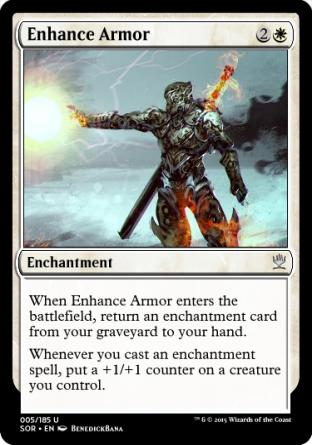 Enhance Armor 2
Enchantment
When Enhance Armor enters the
battlefield, return an enchantment card
from your graveyard to your hand.
Whenever you cast an enchantment
spell, put a +1/+1 counter on a creature
you control.
005/185 U
SOR • EN BenedickBana
™ & © 2015 Wizards of the Coast